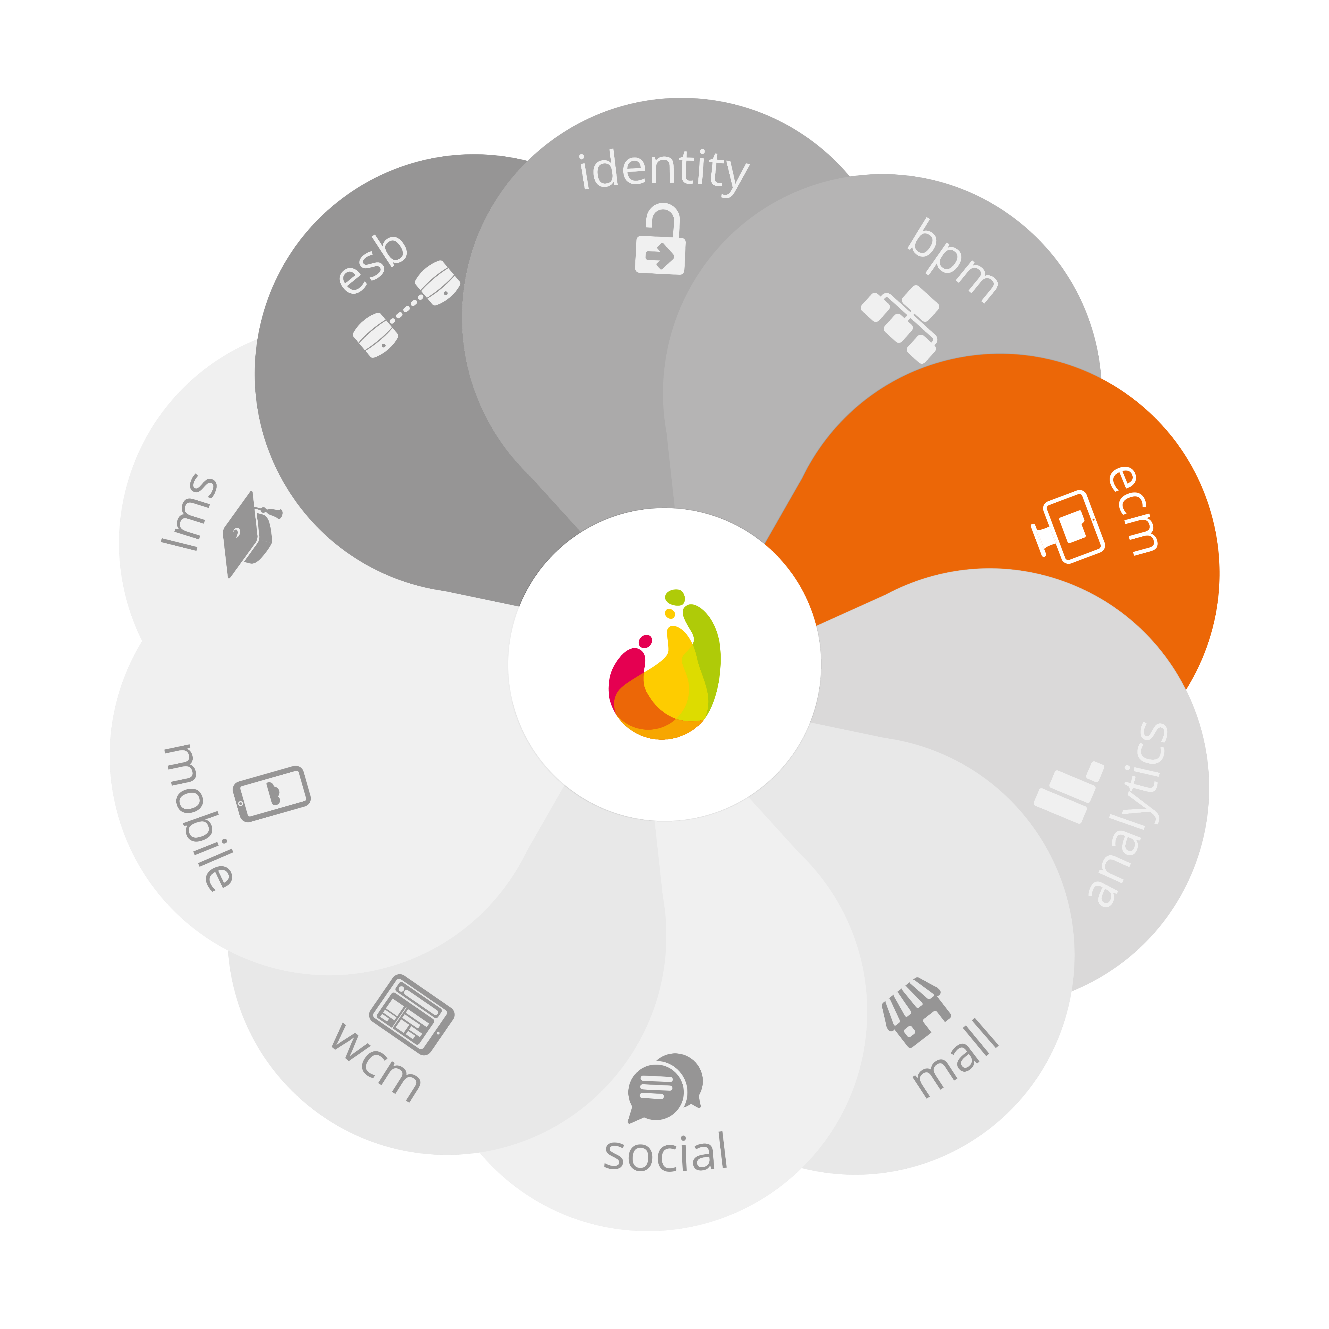 identity
bpm
ecm
analytics
mall
social
wcm
mobile
lms
esb